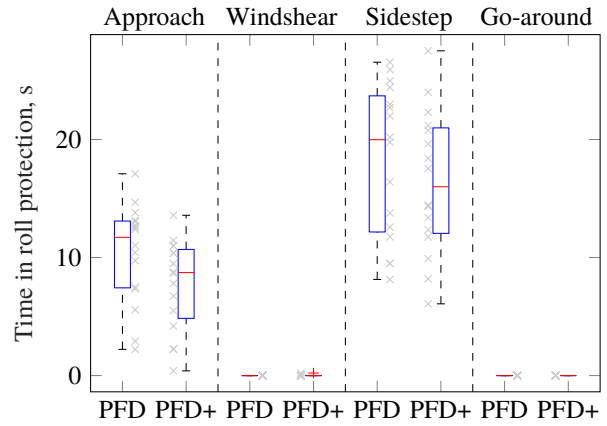 Approach Windshear Sidestep Go-around
Time in roll protection, s
20
10
0
PFD PFD+ PFD PFD+ PFD PFD+ PFD PFD+